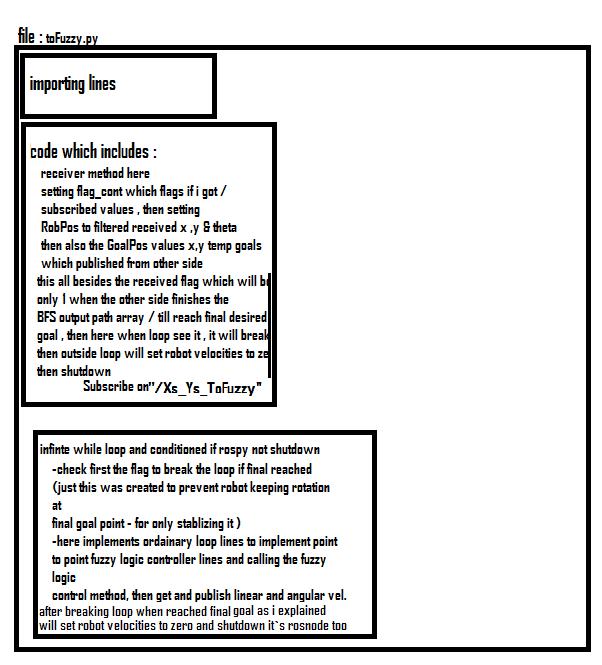 file : toFuzzy.py
importing lines
code which includes :
receiver method here
setting flag_cont which flags if i got /
subscribed values , then setting
RobPos to filtered received x ,y & theta
then also the GoalPos values x,y temp goals
which published from other side
this all besides the received flag which will be
only 1 when the other side finishes the
BFS output path array / till reach final desired
goal , then here when loop see it , it will break
then outside loop will set robot velocities to ze
then shutdown
Subscribe on"/Xs_Ys_ToFuzzy"
infinte while loop and conditioned if rospy not shutdown
-check first the flag to break the loop if final reached
(just this was created to prevent robot keeping rotation
at
final goal point - for only stablizing it )
-here implements ordainary loop lines to implement point
to point fuzzy logic controller lines and calling the fuzzy
logic
control method, then get and publish linear and angular vel.
after breaking loop when reached final goal as i explained
will set robot velocities to zero and shutdown it`s rosnode too